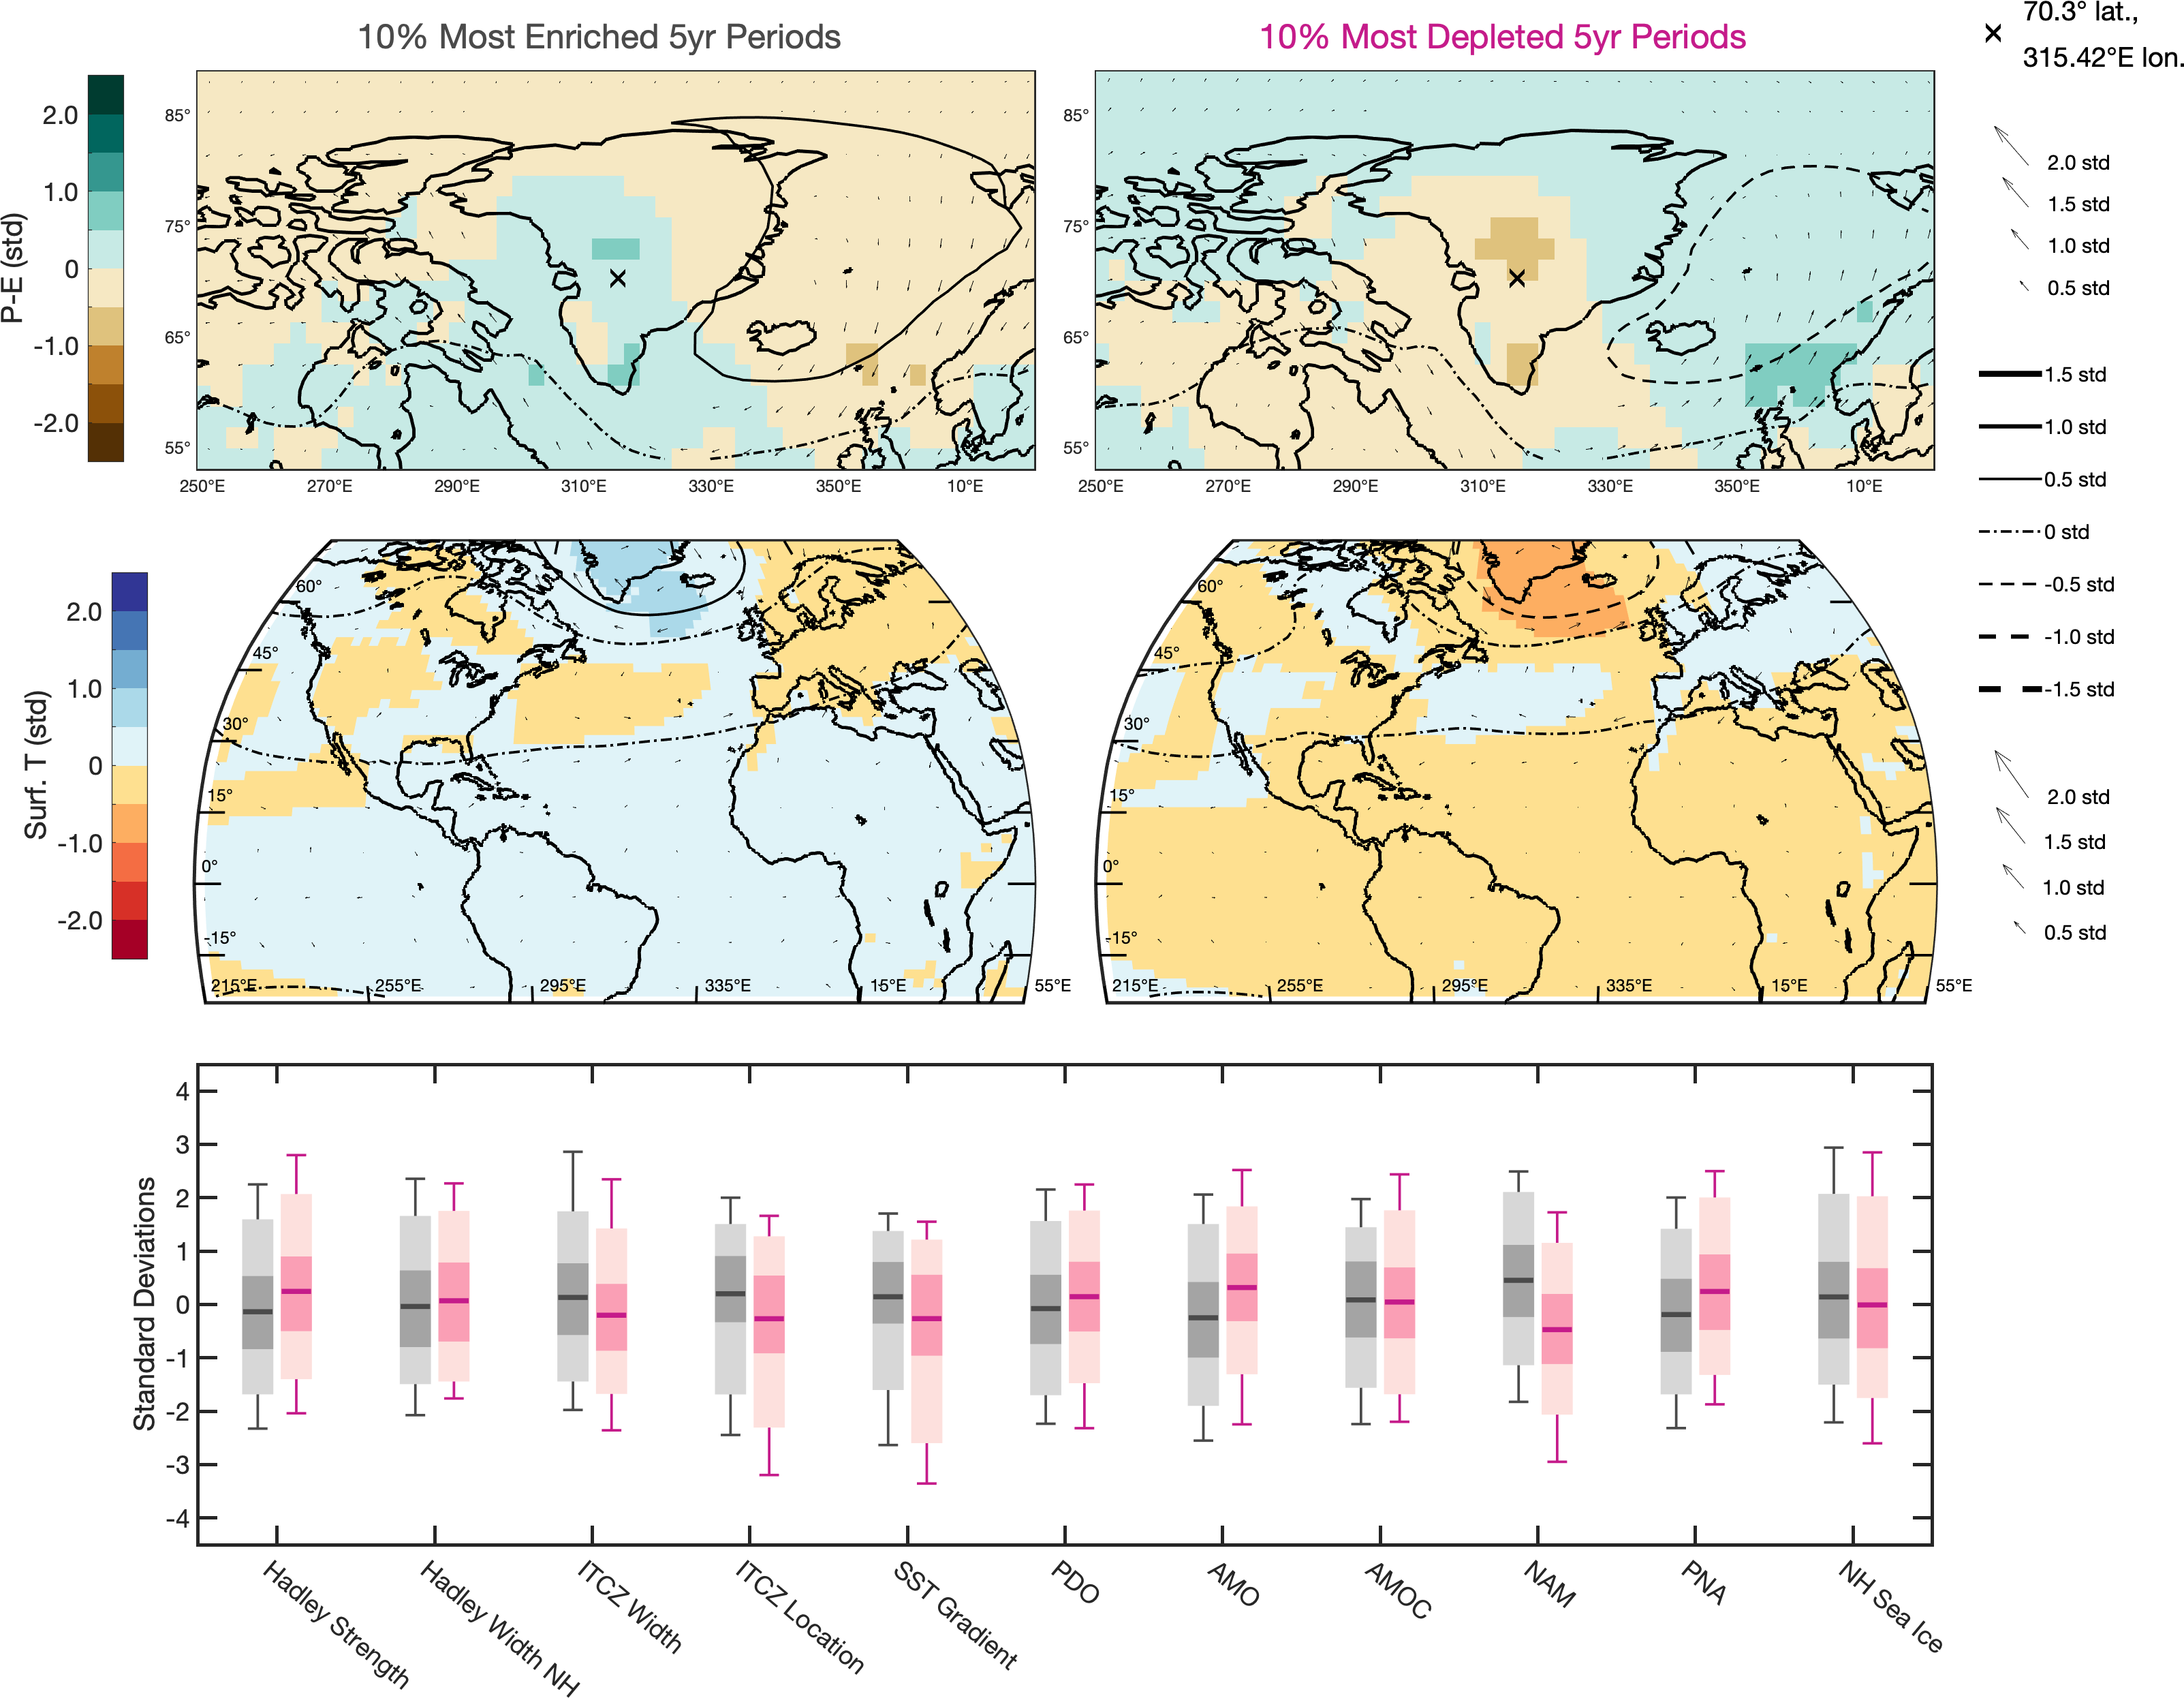 10% Most Enriched 5yr Periods
10% Most Depleted 5yr Periods
70.3° lat.,
315.42°E lon.
P-E (std)
2.0
1.0
0
-1.0
-2.0
85°
75°
65°
55°
250°E 270°E 290°E 310°E 330°E 350°E 10°E
85°
75°
65°
55°
250°E 270°E 290°E 310°E 330°E 350°E 10°E
2.0 std
1.5 std
1.0 std
0.5 std
1.5 std
1.0 std
0.5 std
0 std
-0.5 std
-1.0 std
-1.5 std
Surf. T (std)
2.0
1.0
0
-1.0
-2.0
60°
45°
30°
15°
0°
-15°
215°E 255°E 295°E 335°E 15°E 55°E
60°
45°
30°
15°
0°
-15°
215°E 255°E 295°E 335°E 15°E 55°E
2.0 std
1.5 std
1.0 std
0.5 std
Standard Deviations
4
3
2
1
0
-1
-2
-3
-4
Hadley Strength
Hadley Width NH
ITCZ Width
ITCZ Location
SST Gradient
PDO
AMO
AMOC
NAM
PNA
NH Sea Ice